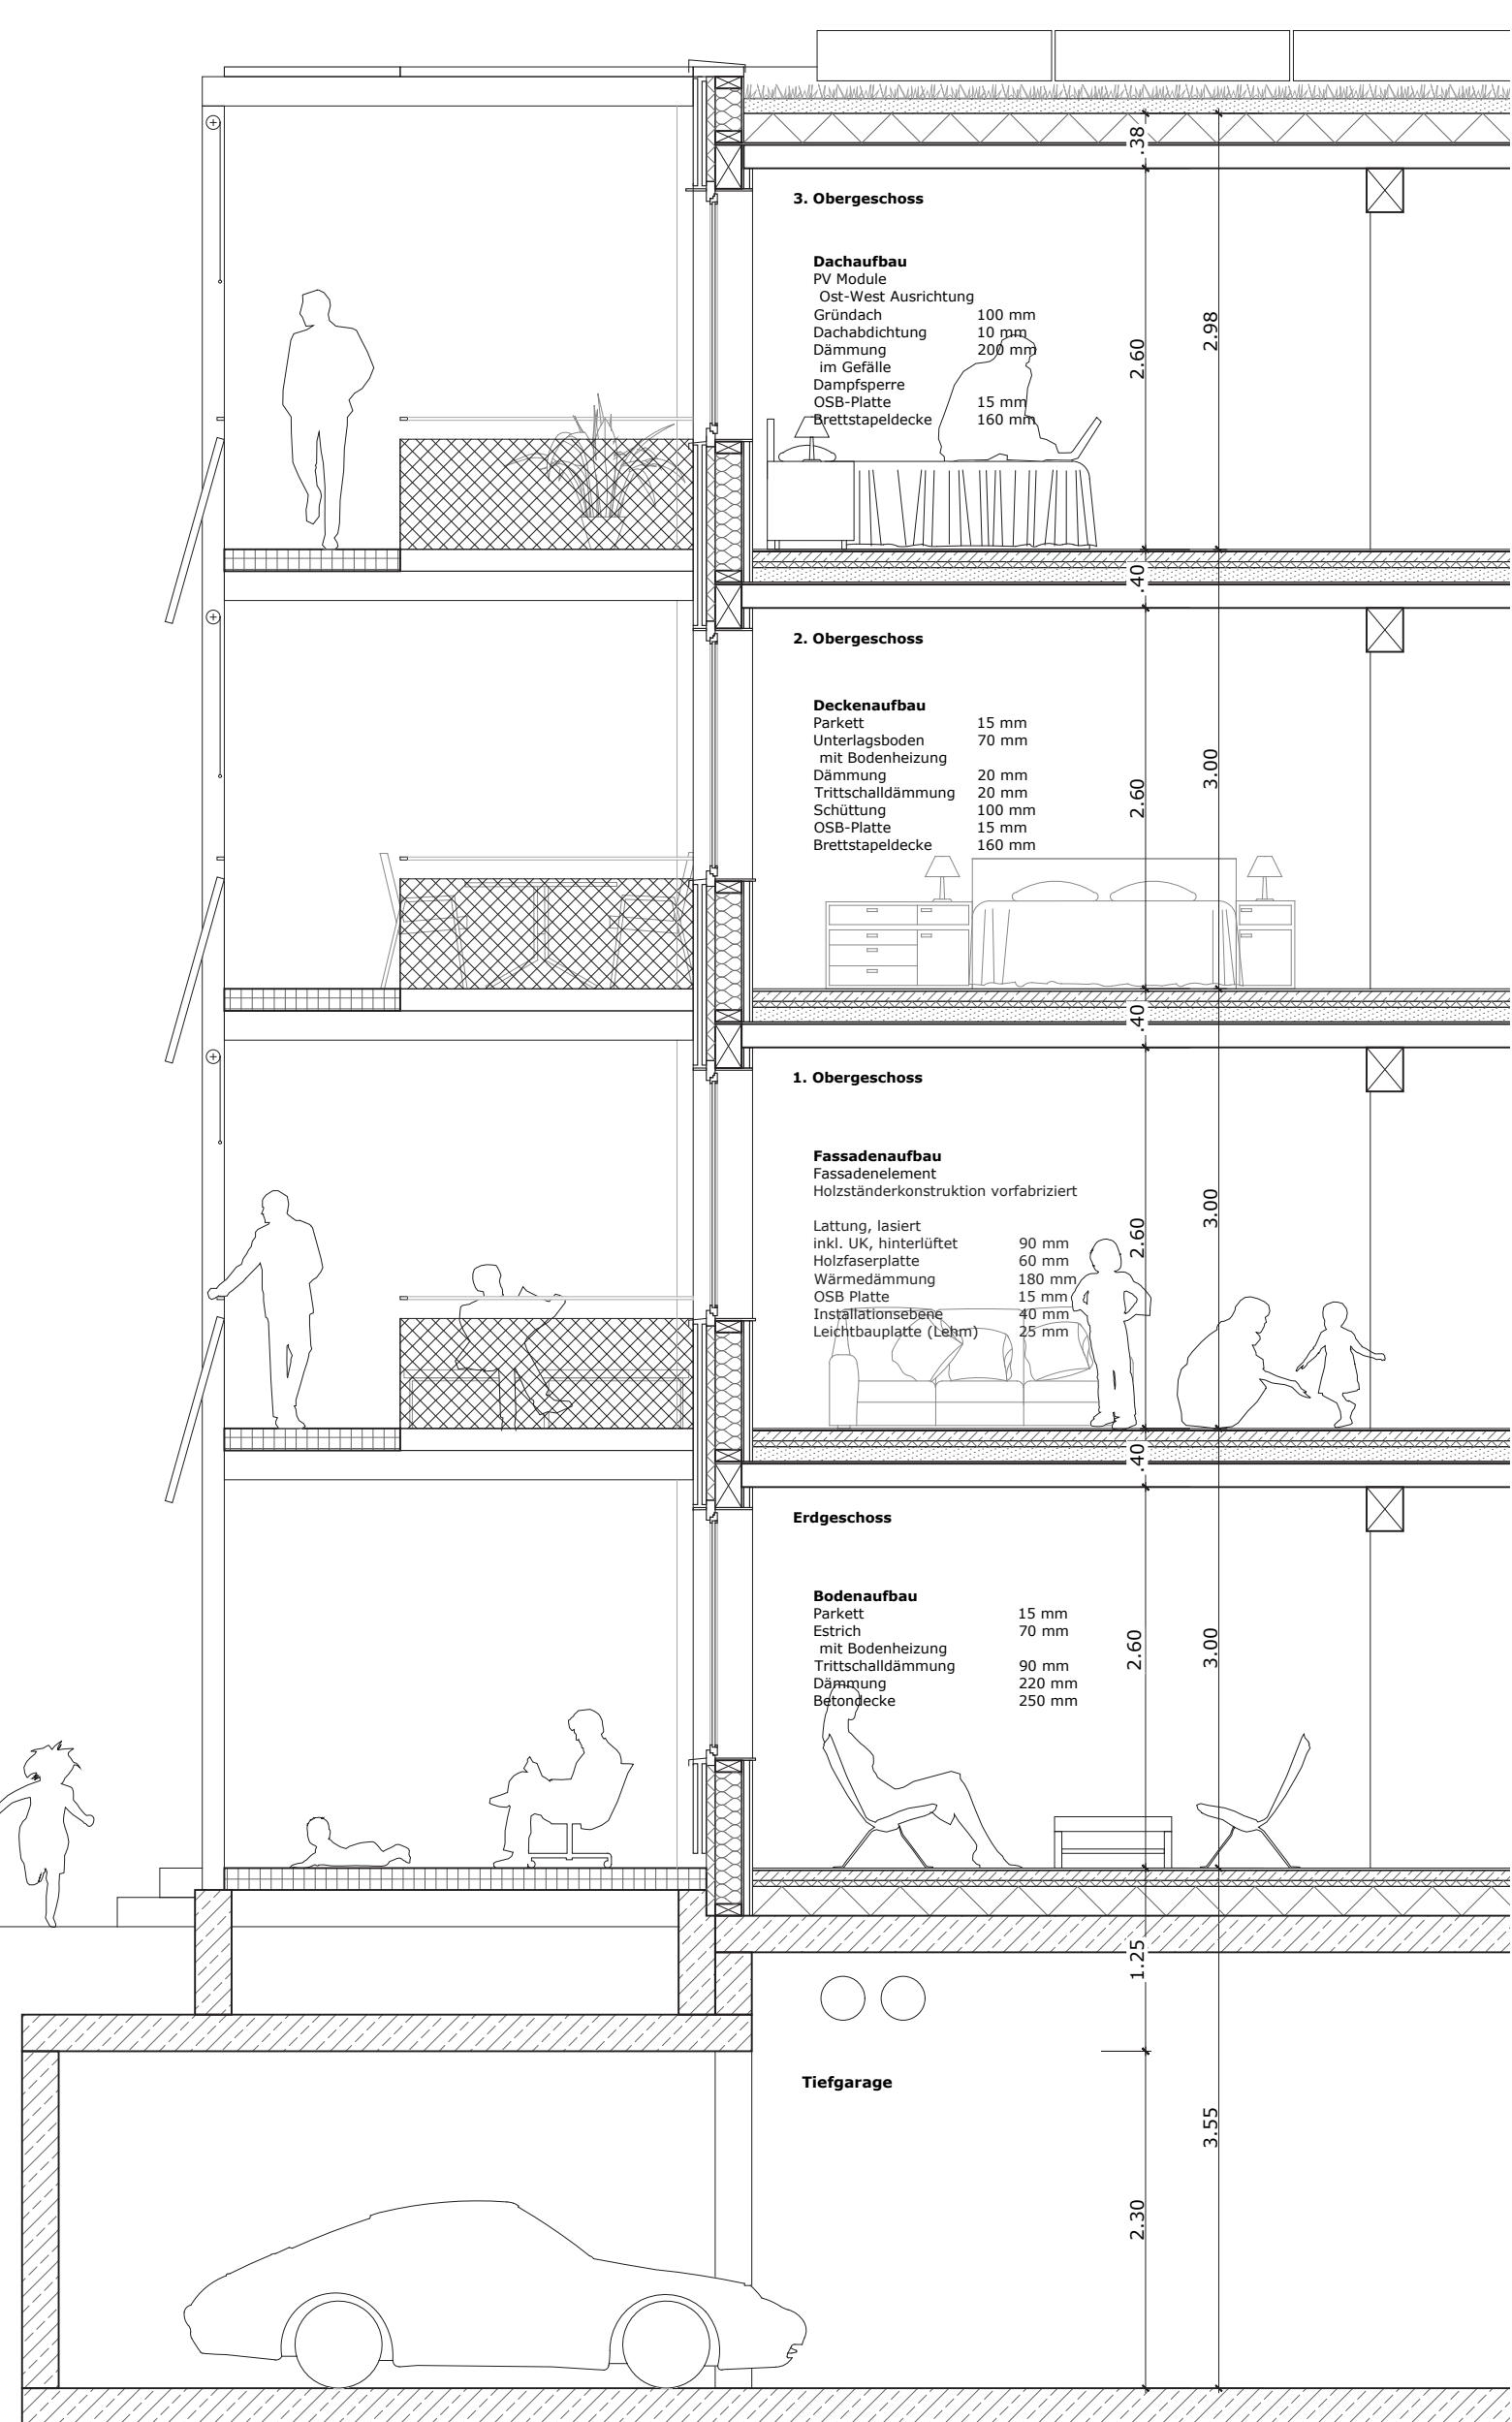 .38
3. Obergeschoss
Dachaufbau
PV Module
Ost-West Ausrichtung
Gründach 100 mm
Dachabdichtung 10 mm
Dämmung 200 mm
im Gefälle
Dampfsperre
OSB-Platte 15 mm
Brettstapeldecke 160 mm
2.60
2.98
.40
2. Obergeschoss
Deckenaufbau
Parkett 15 mm
Unterlagsboden 70 mm
mit Bodenheizung
Dämmung 20 mm
Trittschalldämmung 20 mm
Schüttung 100 mm
OSB-Platte 15 mm
Brettstapeldecke 160 mm
2.60
3.00
.40
1. Obergeschoss
Fassadenaufbau
Fassadenelement
Holzständerkonstruktion vorfabriziert
Lattung, lasiert
inkl. UK, hinterlüftet 90 mm
Holzfaserplatte 60 mm
Wärmedämmung 180 mm
OSB Platte 15 mm
Installationsebene 40 mm
Leichtbauplatte (Lehm) 25 mm
2.60
3.00
.40
Erdgeschoss
Bodenaufbau
Parkett 15 mm
Estrich 70 mm
mit Bodenheizung
Trittschalldämmung 90 mm
Dämmung 220 mm
Betondecke 250 mm
2.60
3.00
1.25
Tiefgarage
3.55
2.30